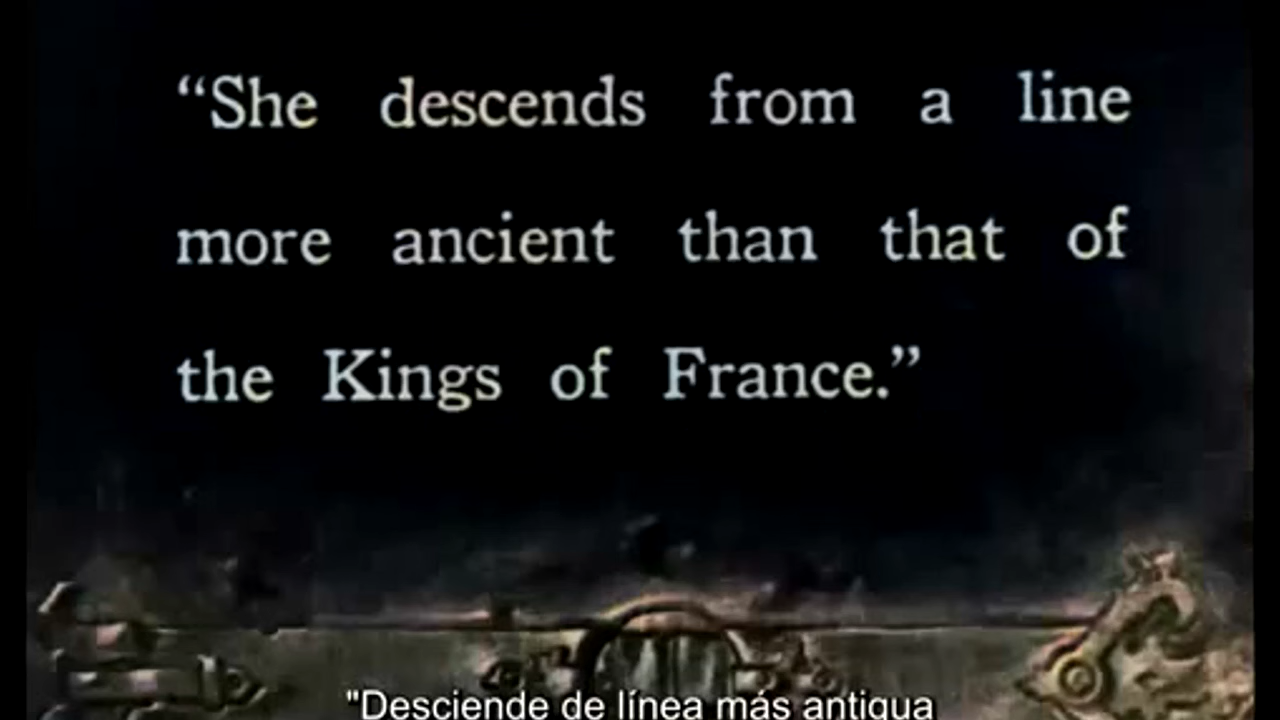 “She descends from a line
more ancient than that of
the Kings of France.”
"Desciende de línea más antigua